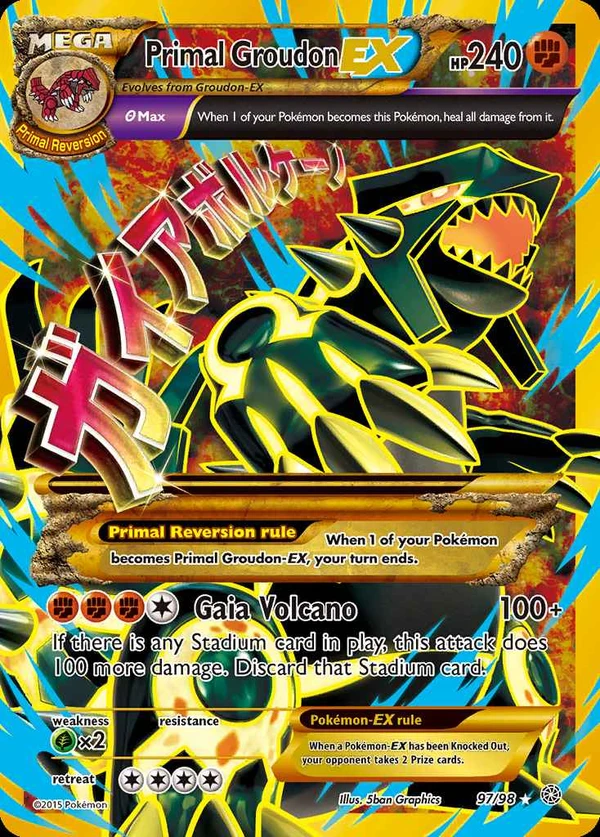 MEGA
Primal Groudon EX
HP240
Evolves from Groudon-EX
Primal Reversion
θ Max
When 1 of your Pokémon becomes this Pokémon, heal all damage from it.
ガイアボルケーノ
Primal Reversion rule
When 1 of your Pokémon
becomes Primal Groudon-EX, your turn ends.
Gaia Volcano 100+
If there is any Stadium card in play, this attack does
100 more damage. Discard that Stadium card.
weakness
×2
resistance
retreat
Pokémon-EX rule
When a Pokémon-EX has been Knocked Out,
your opponent takes 2 Prize cards.
©2015 Pokémon
Illus. 5ban Graphics
97/98